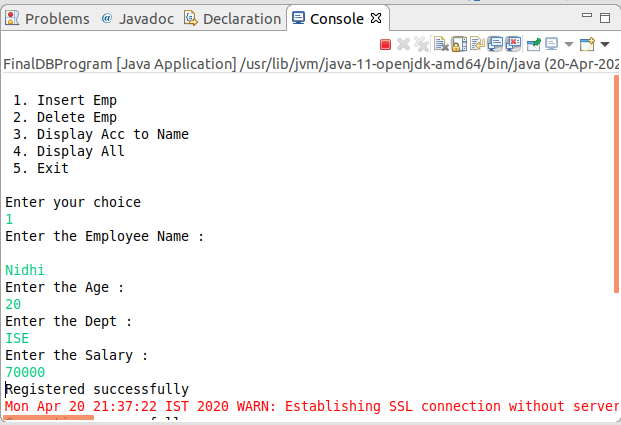 Problems @ Javadoc Declaration Console
FinalDBProgram [Java Application] /usr/lib/jvm/java-11-openjdk-amd64/bin/java (20-Apr-202
1. Insert Emp
2. Delete Emp
3. Display Acc to Name
4. Display All
5. Exit
Enter your choice
1
Enter the Employee Name :
Nidhi
Enter the Age :
20
Enter the Dept :
ISE
Enter the Salary :
70000
Registered successfully
Mon Apr 20 21:37:22 IST 2020 WARN: Establishing SSL connection without server